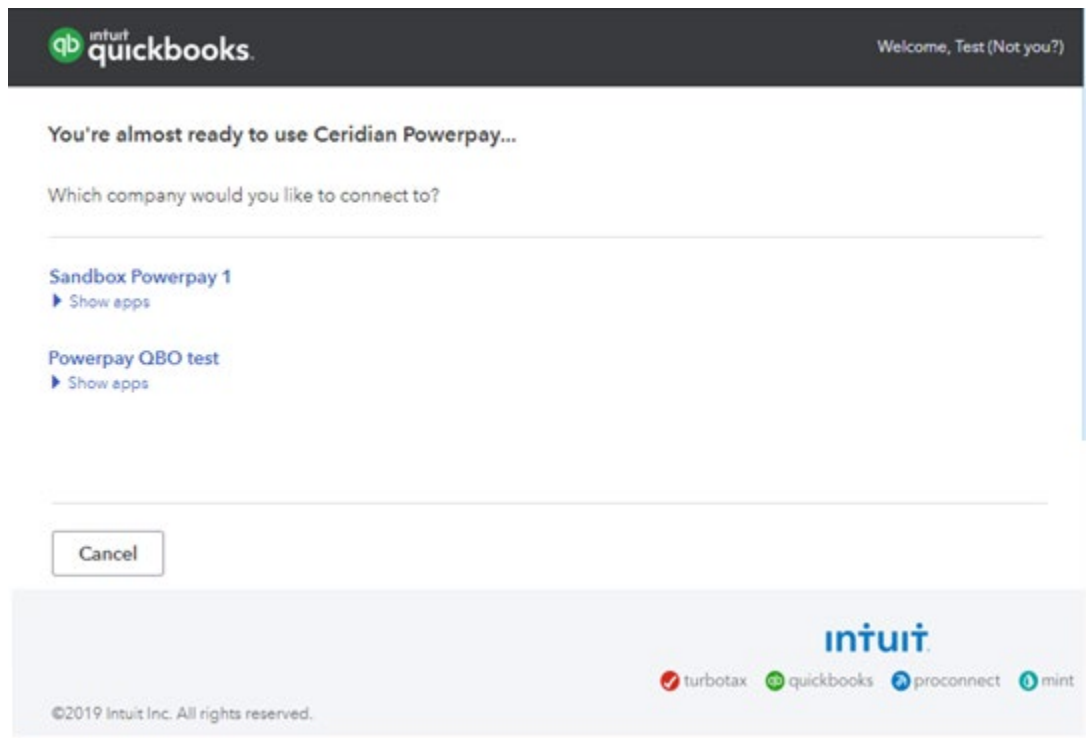 intuit
qb quickbooks.
Welcome, Test (Not you?)
You're almost ready to use Ceridian Powerpay...
Which company would you like to connect to?
Sandbox Powerpay 1
Show apps
Powerpay QBO test
Show apps
Cancel
intuit
turbotax qb quickbooks proconnect mint
©2019 Intuit Inc. All rights reserved.